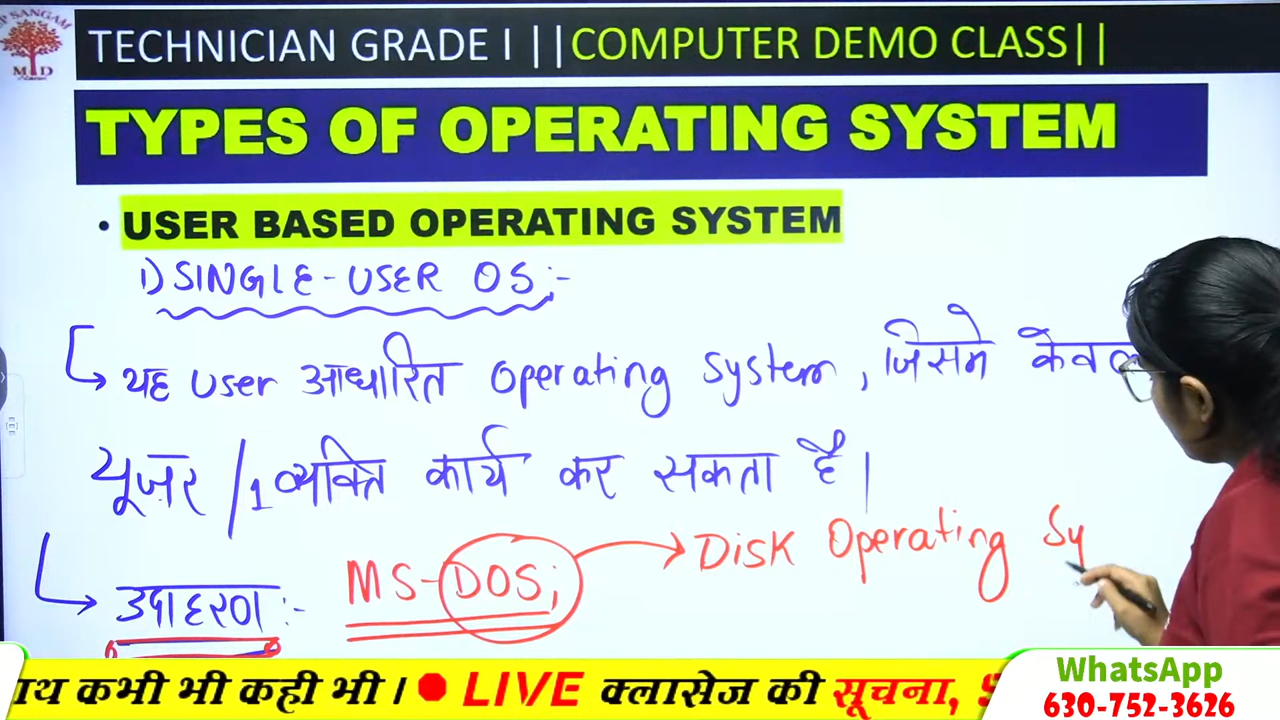 TECHNICIAN GRADE I ||COMPUTER DEMO CLASS||
TYPES OF OPERATING SYSTEM
• USER BASED OPERATING SYSTEM
1) SINGLE-USER OS:-
यह User आधारित Operating System, जिसमे केवल
यूज़र /1 व्यक्ति कार्य कर सकता है।
उदाहरण:- MS-DOS; → Disk Operating Sy
कभी भी कही भी । LIVE क्लासेज की सूचना,
WhatsApp
630-752-3626